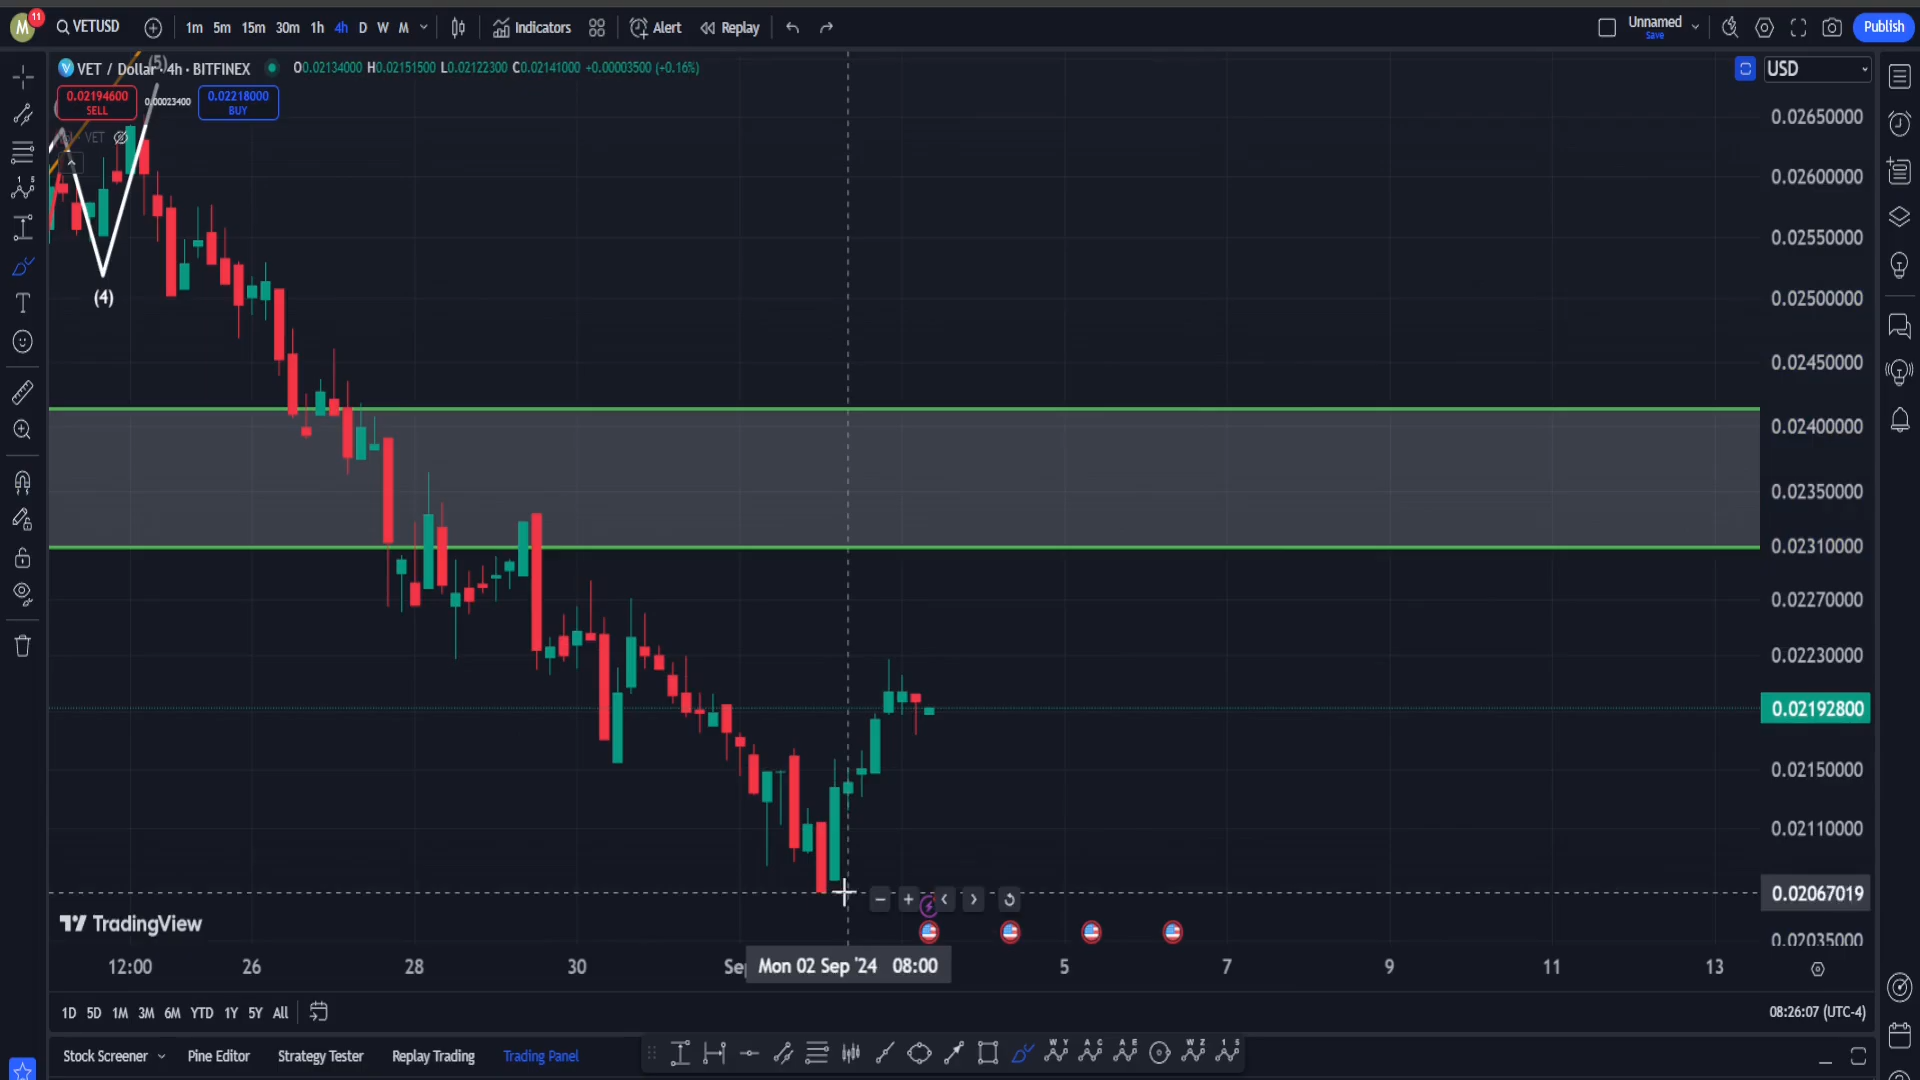 M 11 VETUSD 1m 5m 15m 30m 1h 4h D W M Indicators Alert Replay Unnamed Save Publish
VET / Dollar · 4h · BITFINEX O0.02134000 H0.02151500 L0.02122300 C0.02141000 +0.00003500 (+0.16%) USD
(5)
0.02194600 SELL 0.00023400 0.02218000 BUY
VET
(4)
0.02650000
0.02600000
0.02550000
0.02500000
0.02450000
0.02400000
0.02350000
0.02310000
0.02270000
0.02230000
0.02192800
0.02150000
0.02110000
0.02067019
0.02035000
TradingView
12:00 26 28 30 Sep Mon 02 Sep '24 08:00 5 7 9 11 13
1D 5D 1M 3M 6M YTD 1Y 5Y All 08:26:07 (UTC-4)
Stock Screener Pine Editor Strategy Tester Replay Trading Trading Panel